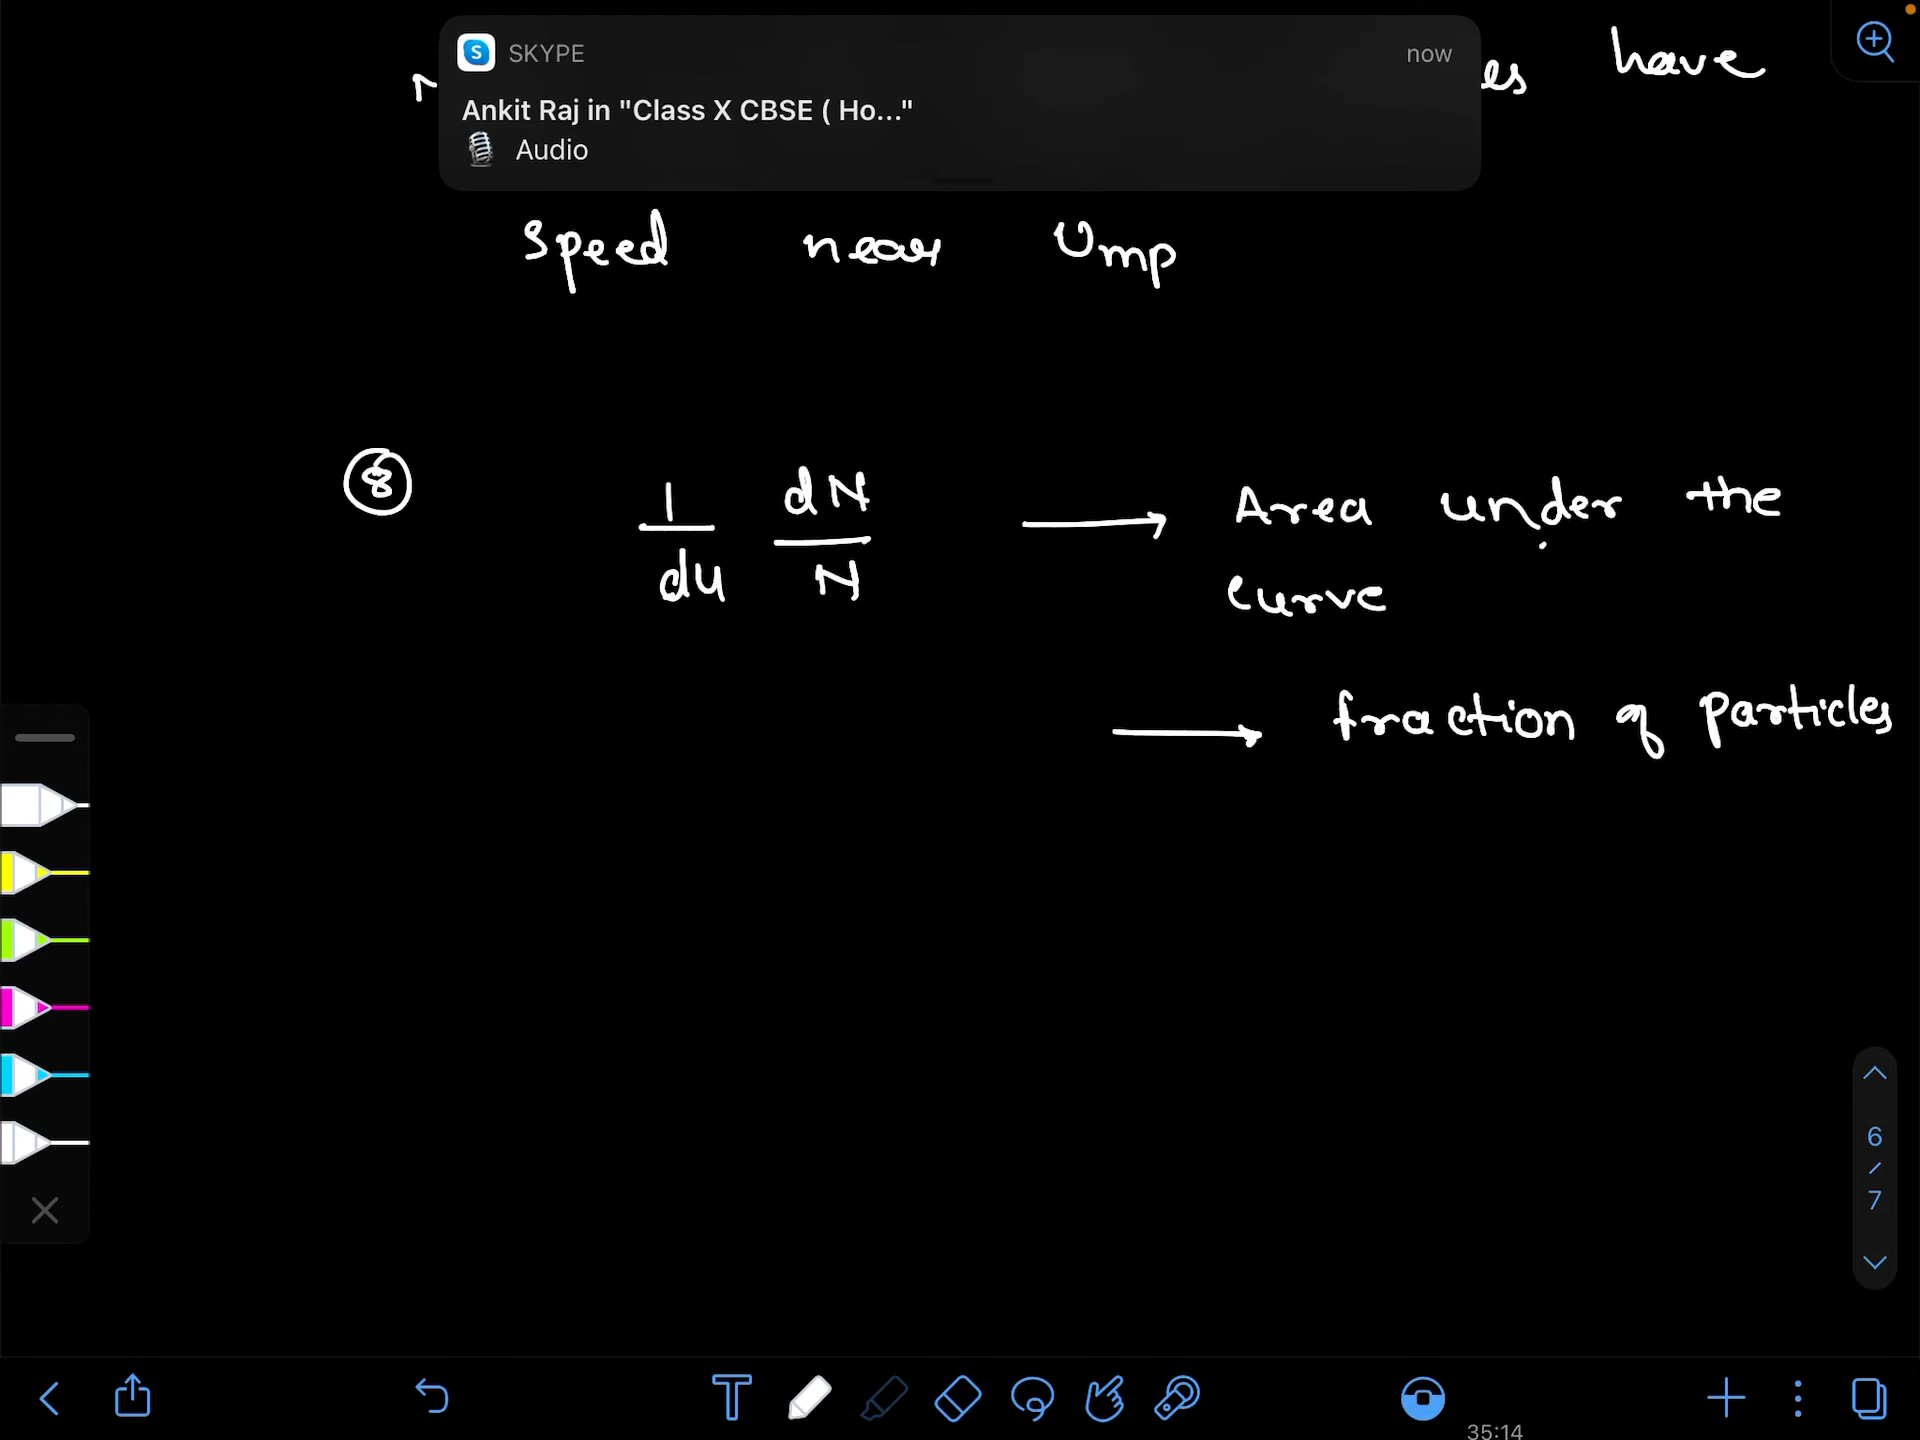 SKYPE now
Ankit Raj in "Class X CBSE ( Ho..."
Audio
have
Speed near Ump
8 1/du dN/N → Area under the
curve
→ fraction of particles
6
/
7
35:14